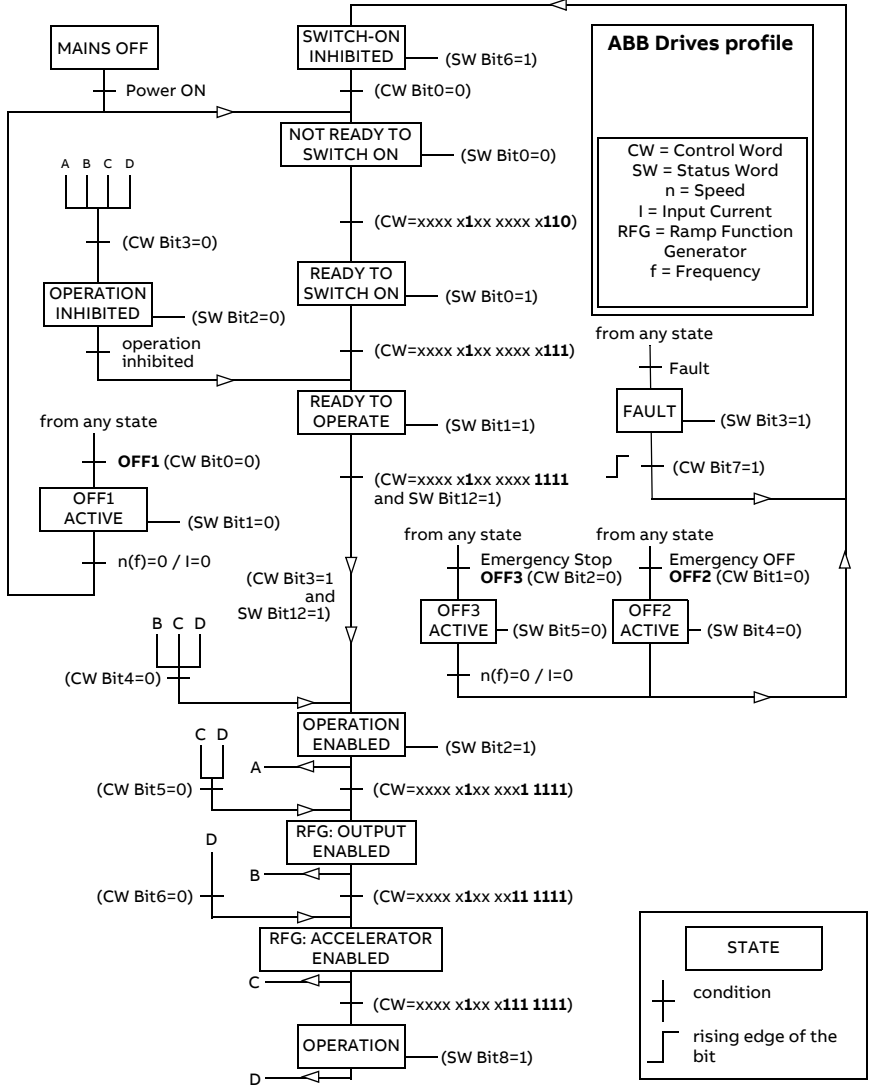 MAINS OFF
Power ON
SWITCH-ON
INHIBITED
(SW Bit6=1)
(CW Bit0=0)
NOT READY TO
SWITCH ON
(SW Bit0=0)
A B C D
(CW Bit3=0)
OPERATION
INHIBITED
(SW Bit2=0)
operation
inhibited
(CW=xxxx x1xx xxxx x110)
READY TO
SWITCH ON
(SW Bit0=1)
(CW=xxxx x1xx xxxx x111)
READY TO
OPERATE
(SW Bit1=1)
(CW=xxxx x1xx xxxx 1111
and SW Bit12=1)
ABB Drives profile
CW = Control Word
SW = Status Word
n = Speed
I = Input Current
RFG = Ramp Function
Generator
f = Frequency
from any state
Fault
FAULT
(SW Bit3=1)
(CW Bit7=1)
from any state
OFF1 (CW Bit0=0)
OFF1
ACTIVE
(SW Bit1=0)
n(f)=0 / I=0
(CW Bit3=1
and
SW Bit12=1)
from any state
Emergency Stop
OFF3 (CW Bit2=0)
OFF3
ACTIVE
(SW Bit5=0)
n(f)=0 / I=0
from any state
Emergency OFF
OFF2 (CW Bit1=0)
OFF2
ACTIVE
(SW Bit4=0)
B C D
(CW Bit4=0)
OPERATION
ENABLED
(SW Bit2=1)
A
C D
(CW Bit5=0)
(CW=xxxx x1xx xxx1 1111)
RFG: OUTPUT
ENABLED
B
D
(CW Bit6=0)
(CW=xxxx x1xx xx11 1111)
RFG: ACCELERATOR
ENABLED
C
(CW=xxxx x1xx x111 1111)
OPERATION
(SW Bit8=1)
D
STATE
condition
rising edge of the
bit